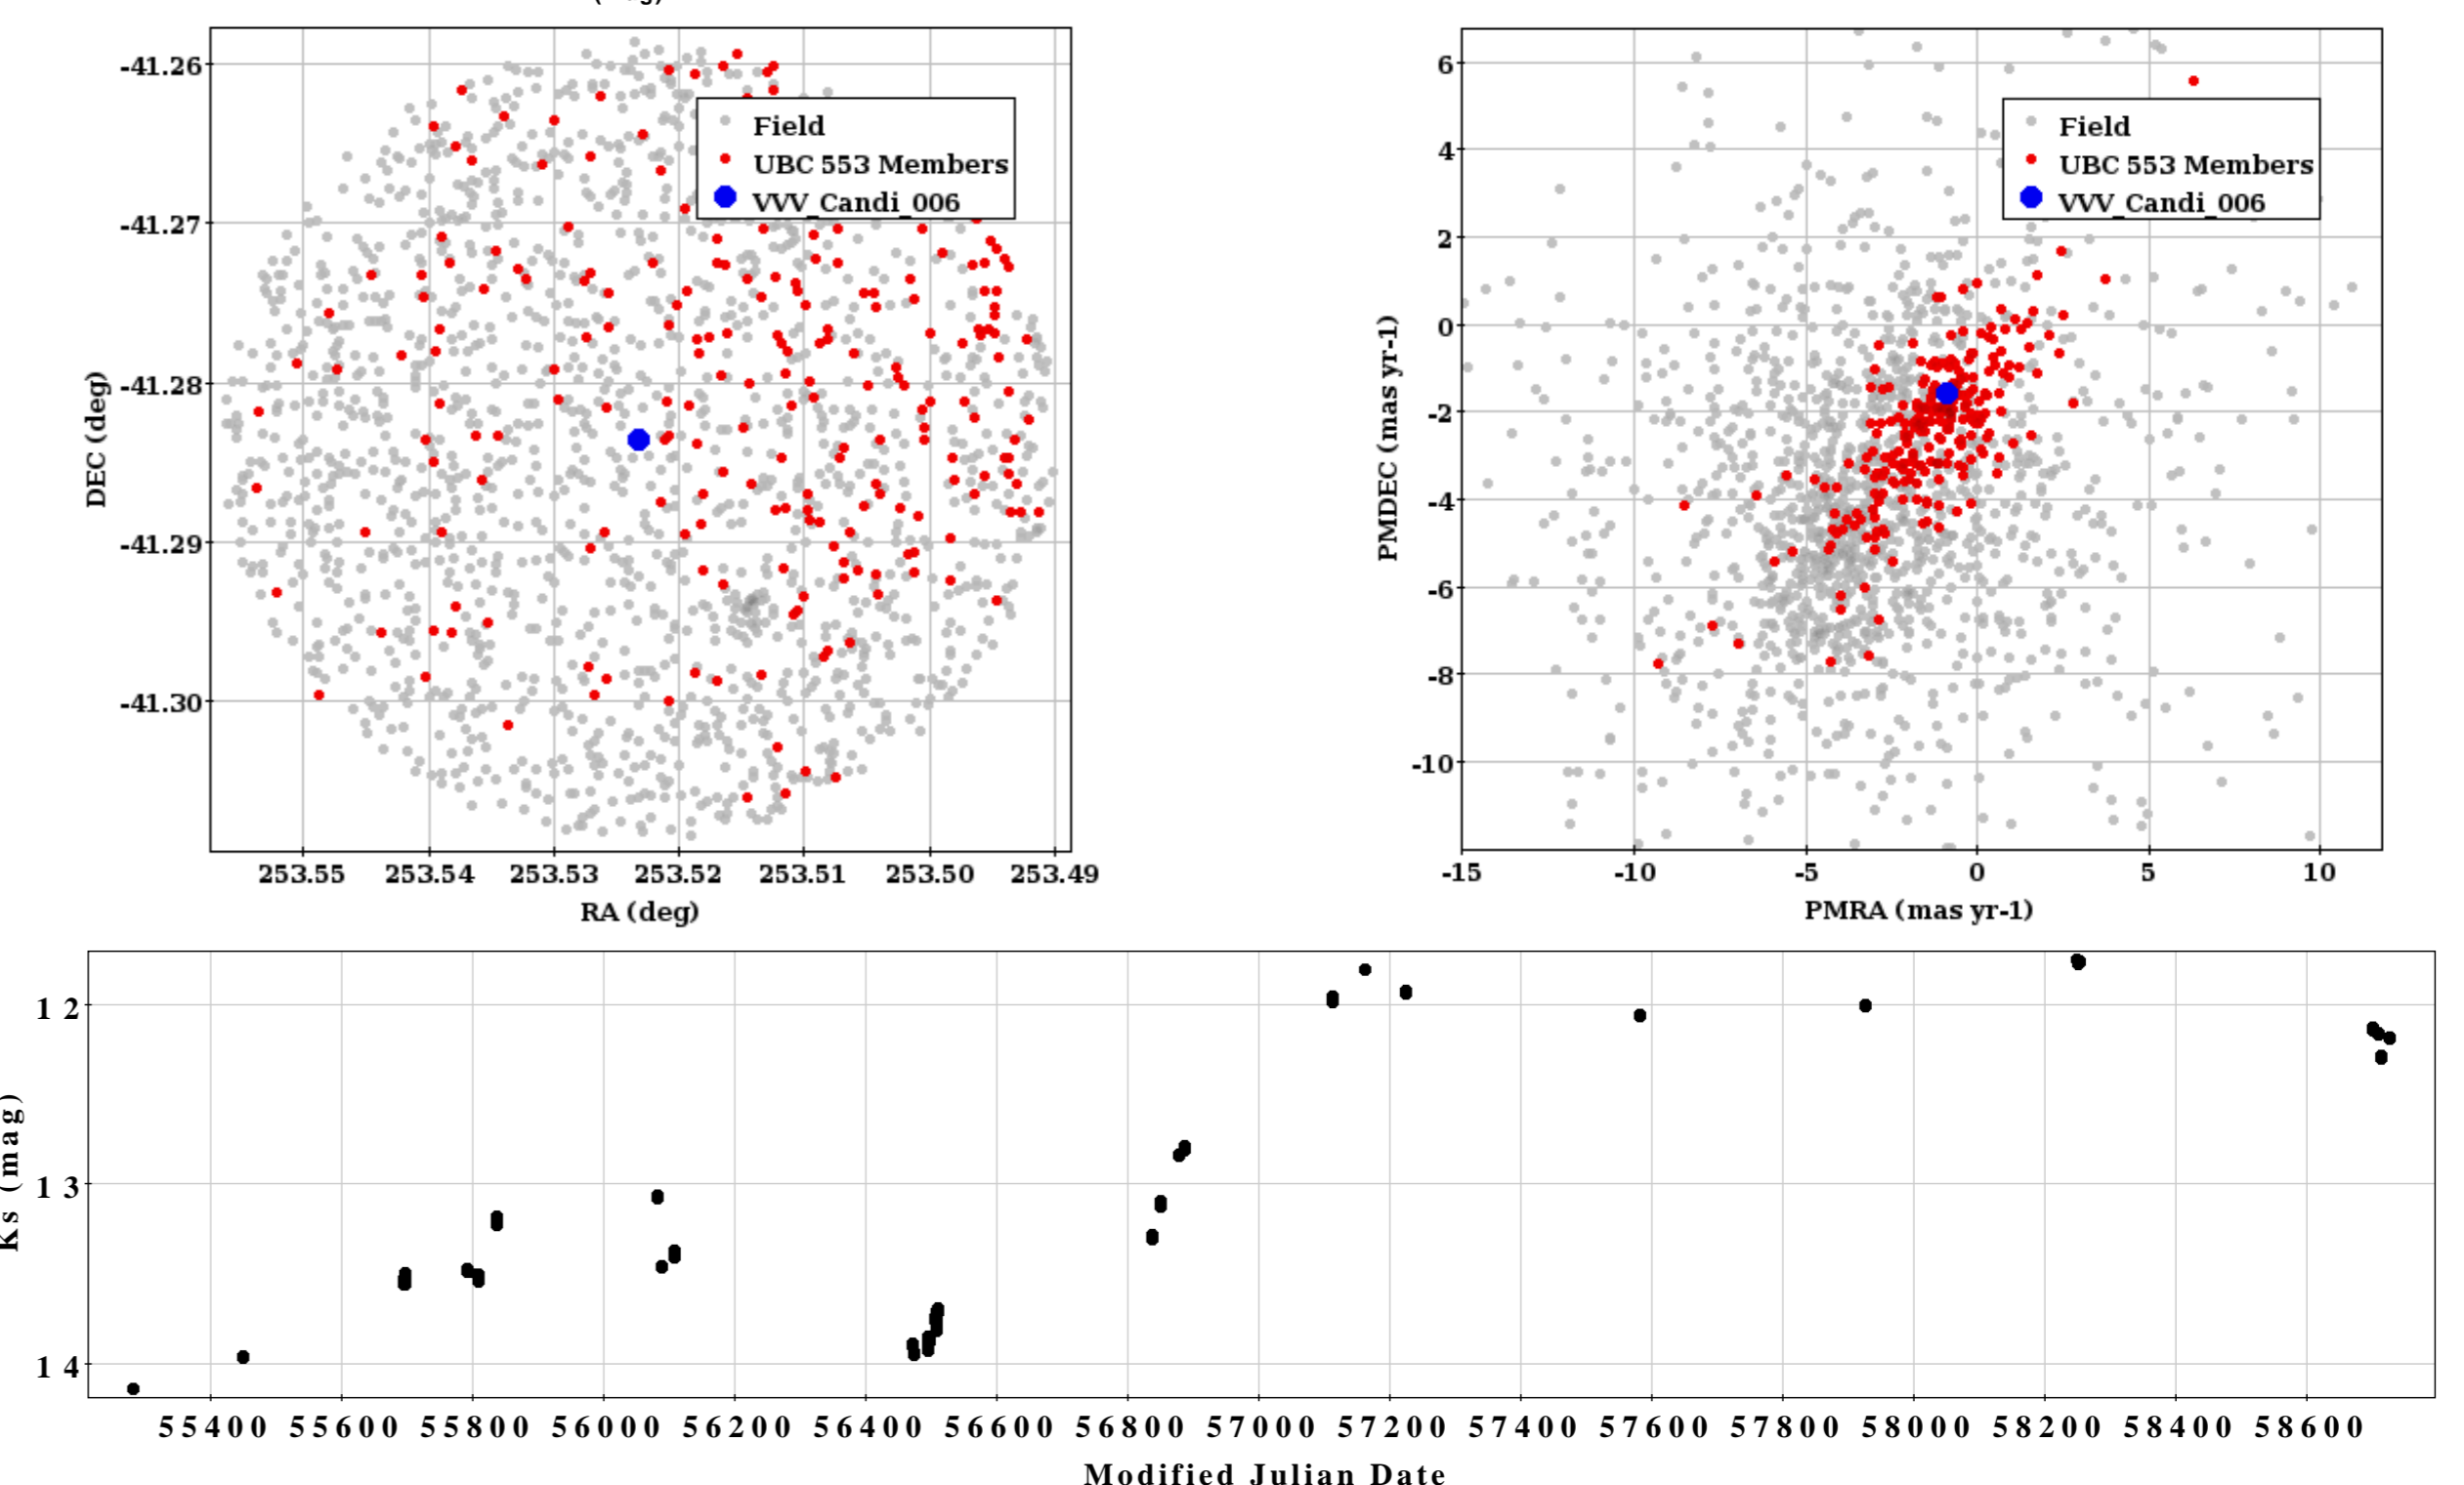 -41.26
-41.27
-41.28
-41.29
-41.30
DEC (deg)
Field
UBC 553 Members
VVV_Candi_006
253.55 253.54 253.53 253.52 253.51 253.50 253.49
RA (deg)
6
4
2
0
-2
-4
-6
-8
-10
PMDEC (mas yr-1)
Field
UBC 553 Members
VVV_Candi_006
-15 -10 -5 0 5 10
PMRA (mas yr-1)
12
13
14
Ks (mag)
55400 55600 55800 56000 56200 56400 56600 56800 57000 57200 57400 57600 57800 58000 58200 58400 58600
Modified Julian Date